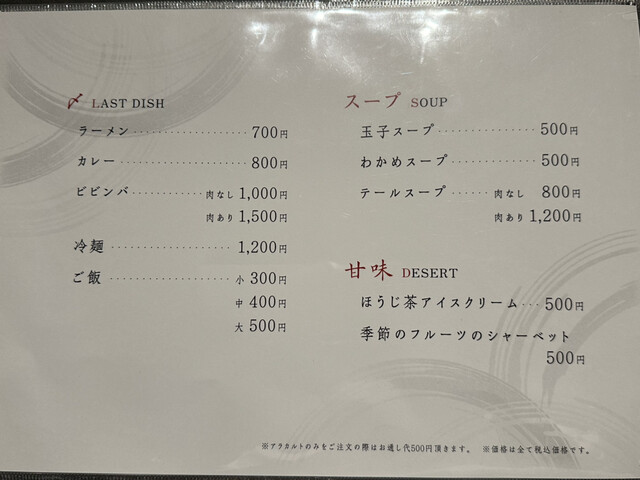 〆 LAST DISH
ラーメン 700円
カレー 800円
ビビンバ 肉なし 1,000円
肉あり 1,500円
冷麺 1,200円
ご飯 小 300円
中 400円
大 500円
スープ SOUP
玉子スープ 500円
わかめスープ 500円
テールスープ 肉なし 800円
肉あり 1,200円
甘味 DESERT
ほうじ茶アイスクリーム 500円
季節のフルーツのシャーベット
500円
※アラカルトのみをご注文の際はお通し代500円頂きます。 ※価格は全て税込価格です。